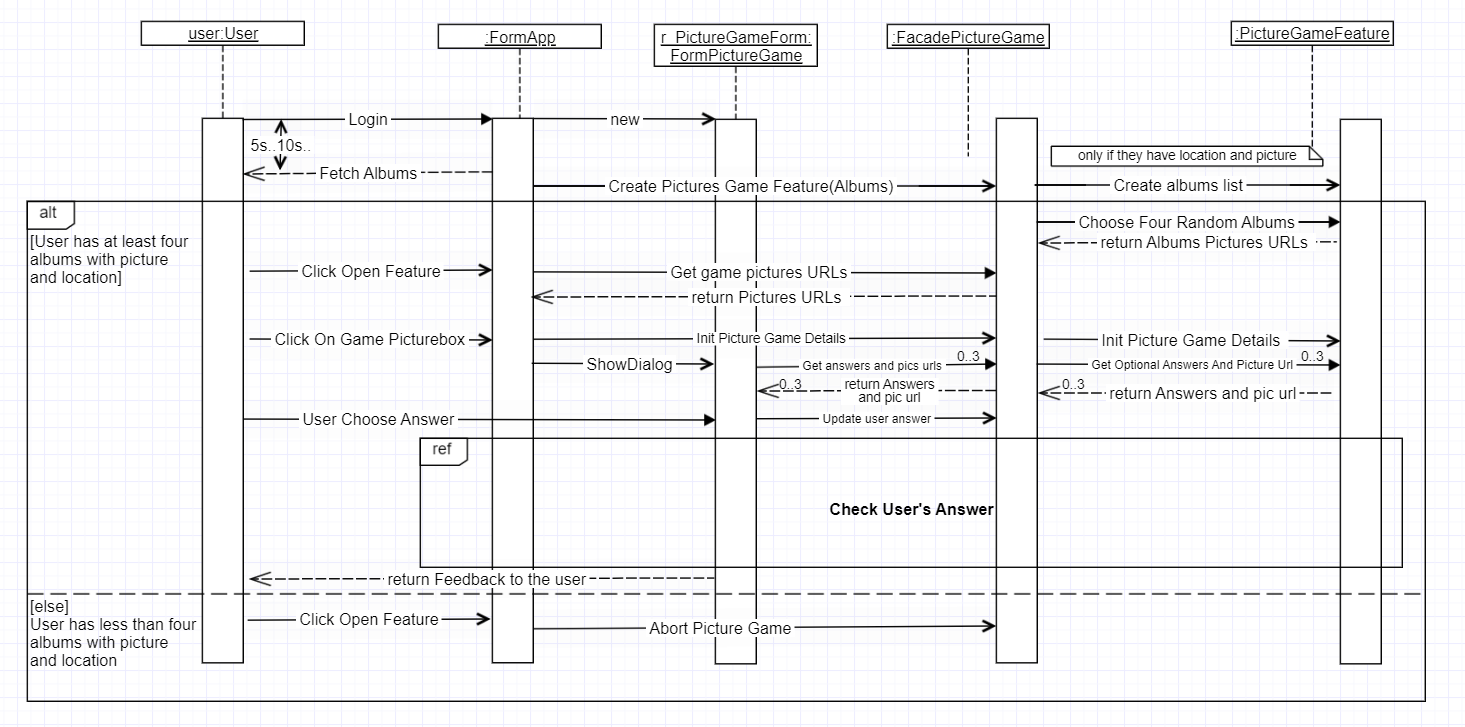 user:User
:FormApp
r_PictureGameForm:
FormPictureGame
:FacadePictureGame
:PictureGameFeature
Login
new
5s..10s..
only if they have location and picture
Fetch Albums
Create Pictures Game Feature(Albums)
Create albums list
alt
[User has at least four
albums with picture
and location]
Choose Four Random Albums
return Albums Pictures URLs
Click Open Feature
Get game pictures URLs
return Pictures URLs
Click On Game Picturebox
Init Picture Game Details
Init Picture Game Details
ShowDialog
Get answers and pics urls
0..3
Get Optional Answers And Picture Url
0..3
0..3
return Answers
and pic url
0..3
return Answers and pic url
User Choose Answer
Update user answer
ref
Check User's Answer
return Feedback to the user
[else]
User has less than four
albums with picture
and location
Click Open Feature
Abort Picture Game